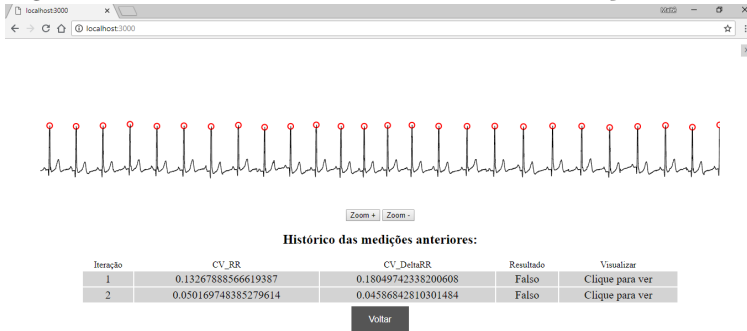 localhost:3000
localhost:3000
Zoom + Zoom -
Histórico das medições anteriores:
Iteração CV_RR CV_DeltaRR Resultado Visualizar
1 0.13267888566619387 0.18049742338200608 Falso Clique para ver
2 0.050169748385279614 0.04586842810301484 Falso Clique para ver
Voltar